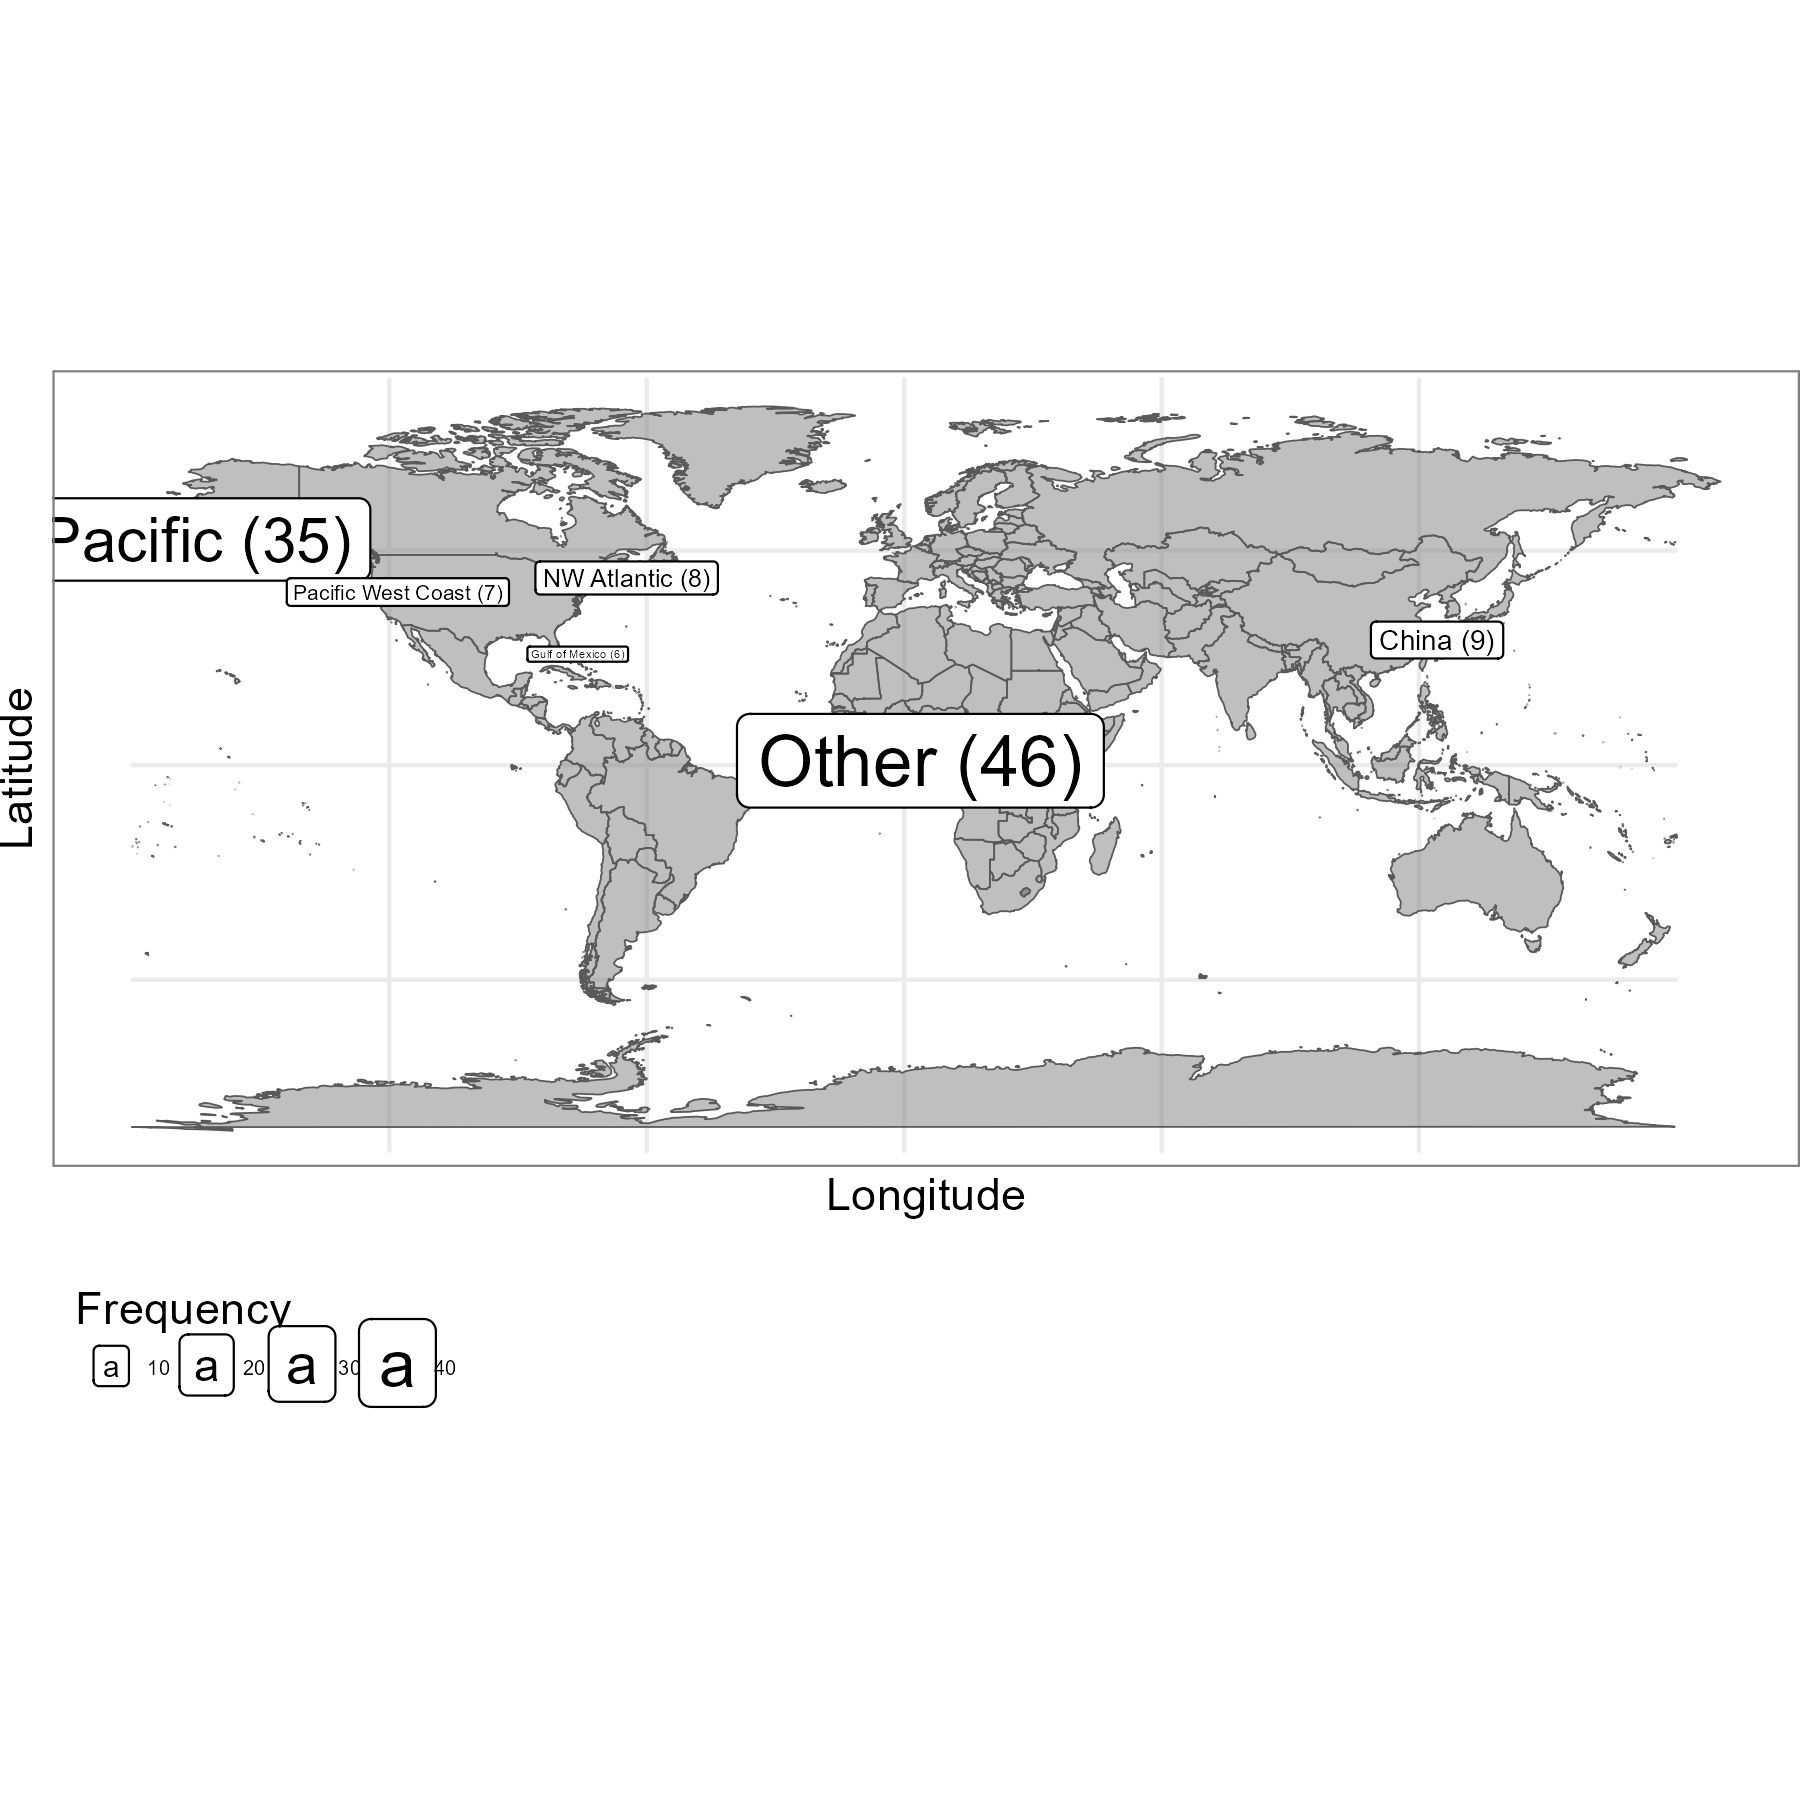 Pacific (35)
Pacific West Coast (7)
NW Atlantic (8)
Gulf of Mexico (6)
China (9)
Other (46)
Latitude
Longitude
Frequency
a 10 a 20 a 30 a 40